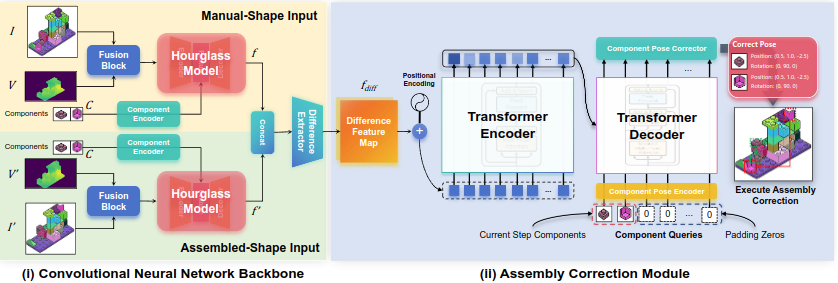 Manual-Shape Input
I
V
Components
C
Fusion
Block
Hourglass
Model
f
Component
Encoder
Components
C
Component
Encoder
V'
I'
Fusion
Block
Hourglass
Model
f'
Assembled-Shape Input
Concat
Difference
Extractor
f_diff
Difference
Feature
Map
Positional
Encoding
+
...
Transformer
Encoder
...
Component Pose Corrector
...
Transformer
Decoder
Component Pose Encoder
0
0
...
0
Current Step Components
Component Queries
Padding Zeros
Correct Pose
Position: (0.5, 1.0, -2.5)
Rotation: (0, 90, 0)
Position: (0.5, 1.0, -2.5)
Rotation: (0, 90, 0)
Execute Assembly
Correction
(i) Convolutional Neural Network Backbone
(ii) Assembly Correction Module